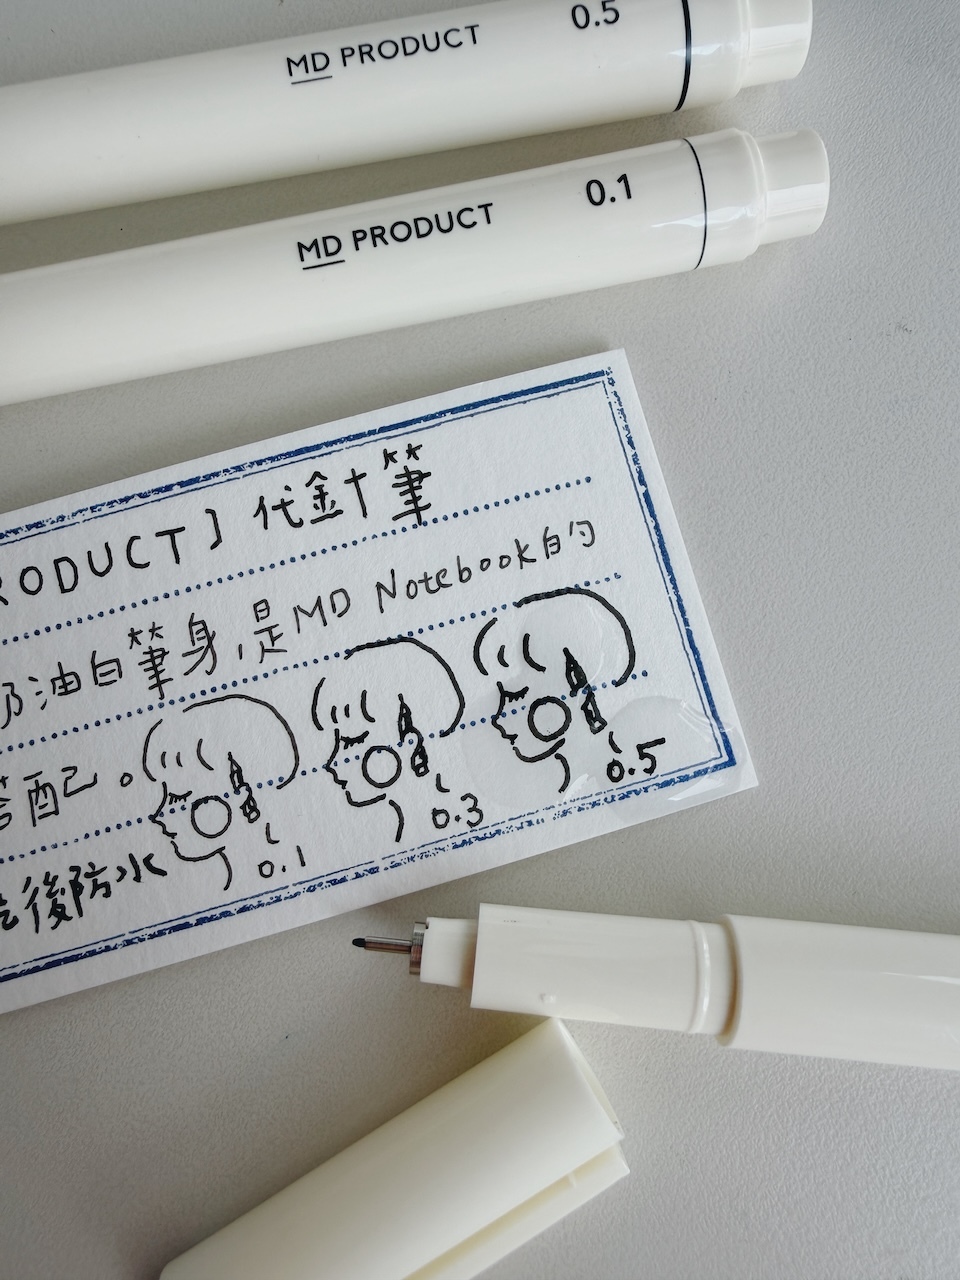 MD PRODUCT 0.5
MD PRODUCT 0.1
RODUCT】代針筆
奶油白筆身,是MD Notebook的
搭配。
乾後防水
0.1
0.3
0.5